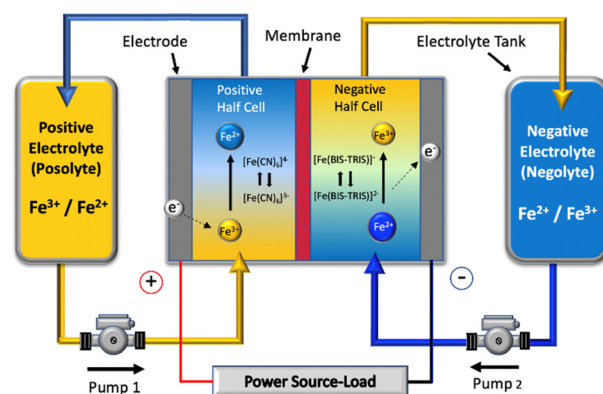 Electrode
Membrane
Electrolyte Tank
Positive
Electrolyte
(Posolyte)
Fe³⁺ / Fe²⁺
Positive
Half Cell
Fe²⁺
[Fe(CN)₆]⁴⁻
[Fe(CN)₆]³⁻
e⁻
Fe³⁺
Negative
Half Cell
Fe³⁺
[Fe(BIS-TRIS)]⁻
[Fe(BIS-TRIS)]²⁻
e⁻
Fe²⁺
Negative
Electrolyte
(Negolyte)
Fe²⁺ / Fe³⁺
+
−
Pump 1
Power Source-Load
Pump 2